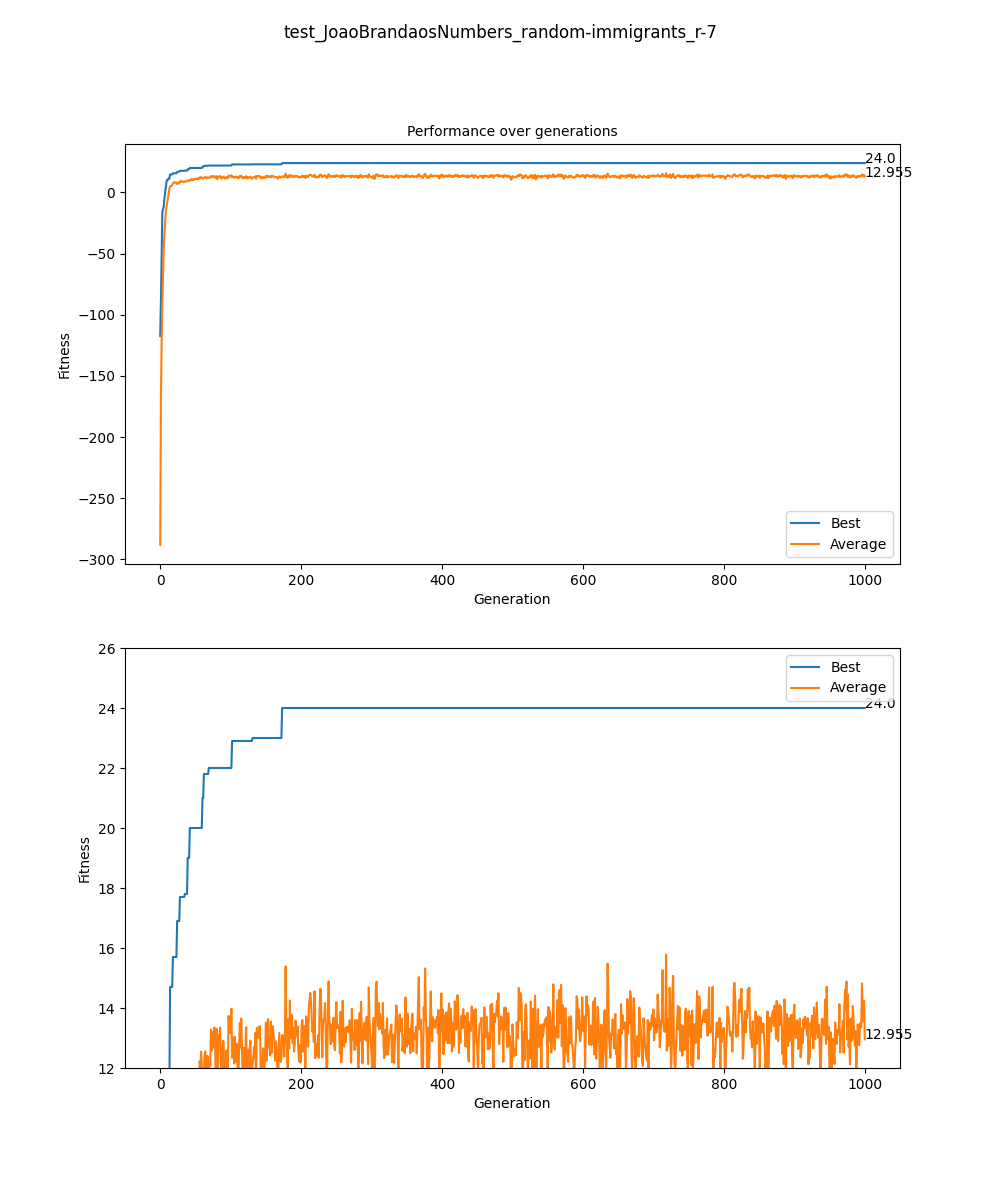 test_JoaoBrandaosNumbers_random-immigrants_r-7
Performance over generations
24.0
12.955
0
−50
−100
−150
−200
−250
−300
Fitness
Best
Average
0 200 400 600 800 1000
Generation
26
24
22
20
18
16
14
12
Fitness
Best
Average
24.0
12.955
0 200 400 600 800 1000
Generation